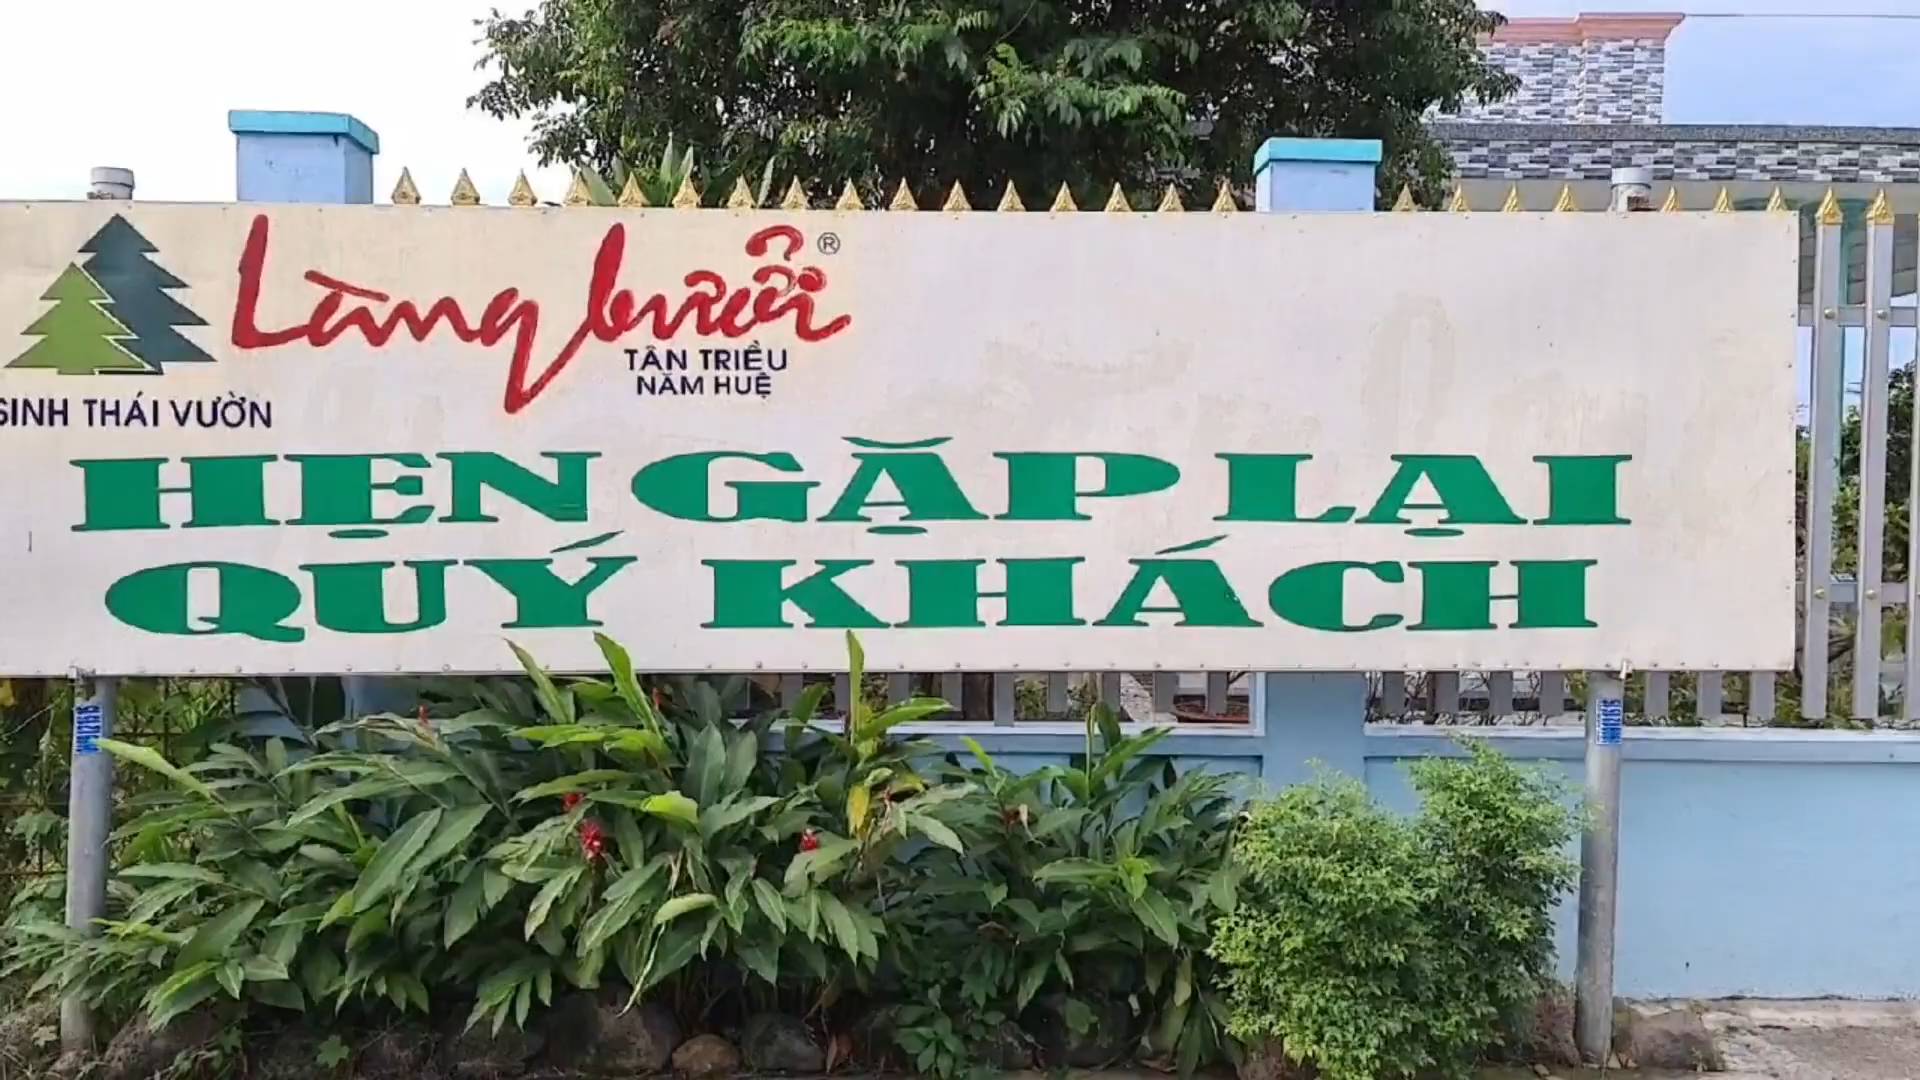 Làng bưởi ®
TÂN TRIỀU
NĂM HUỆ
SINH THÁI VƯỜN
HẸN GẶP LẠI
QUÝ KHÁCH